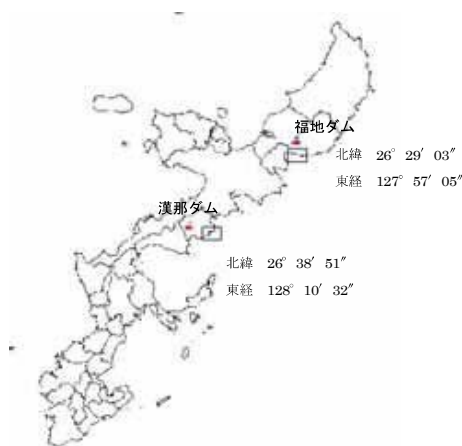 福地ダム
北緯 26° 29′ 03″
東経 127° 57′ 05″
漢那ダム
北緯 26° 38′ 51″
東経 128° 10′ 32″